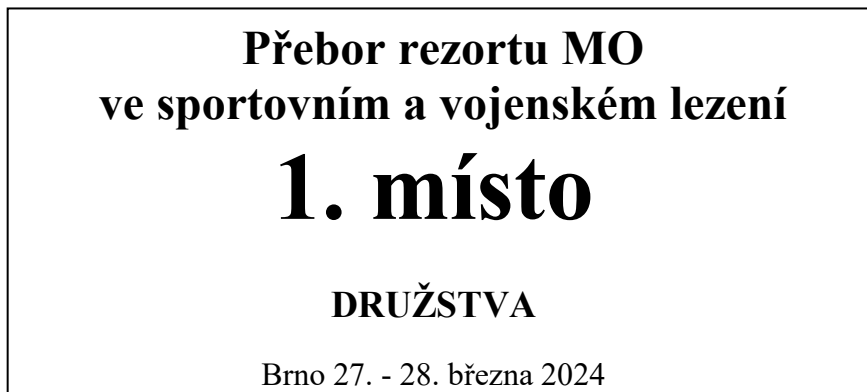 Přebor rezortu MO
ve sportovním a vojenském lezení
1. místo
DRUŽSTVA
Brno 27. - 28. března 2024